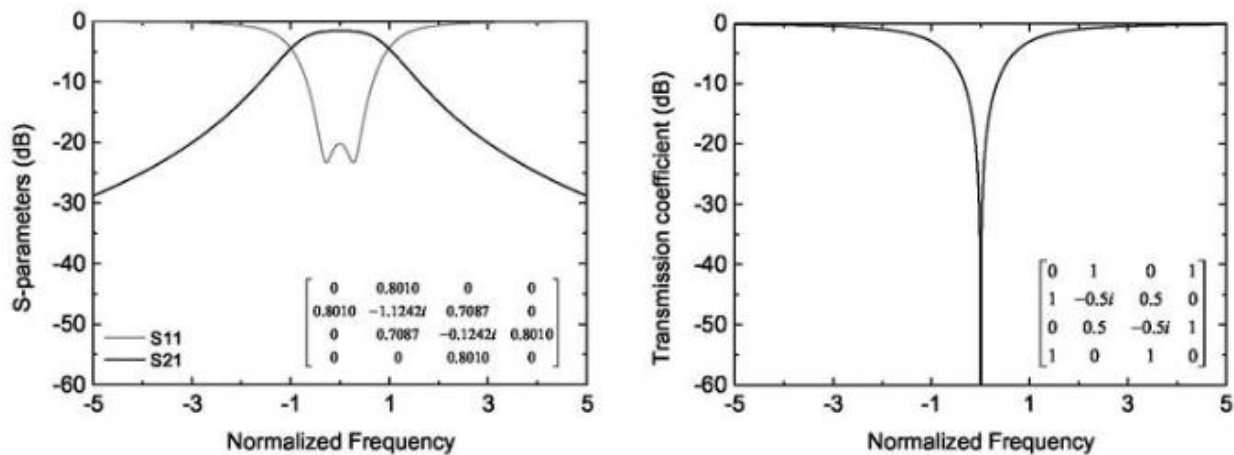 0
-10
-20
-30
-40
-50
-60
S-parameters (dB)
S11
S21
0 0.8010 0 0
0.8010 −1.1242i 0.7087 0
0 0.7087 −0.1242i 0.8010
0 0 0.8010 0
-5 -3 -1 1 3 5
Normalized Frequency
0
-10
-20
-30
-40
-50
-60
Transmission coefficient (dB)
0 1 0 1
1 −0.5i 0.5 0
0 0.5 −0.5i 1
1 0 1 0
-5 -3 -1 1 3 5
Normalized Frequency